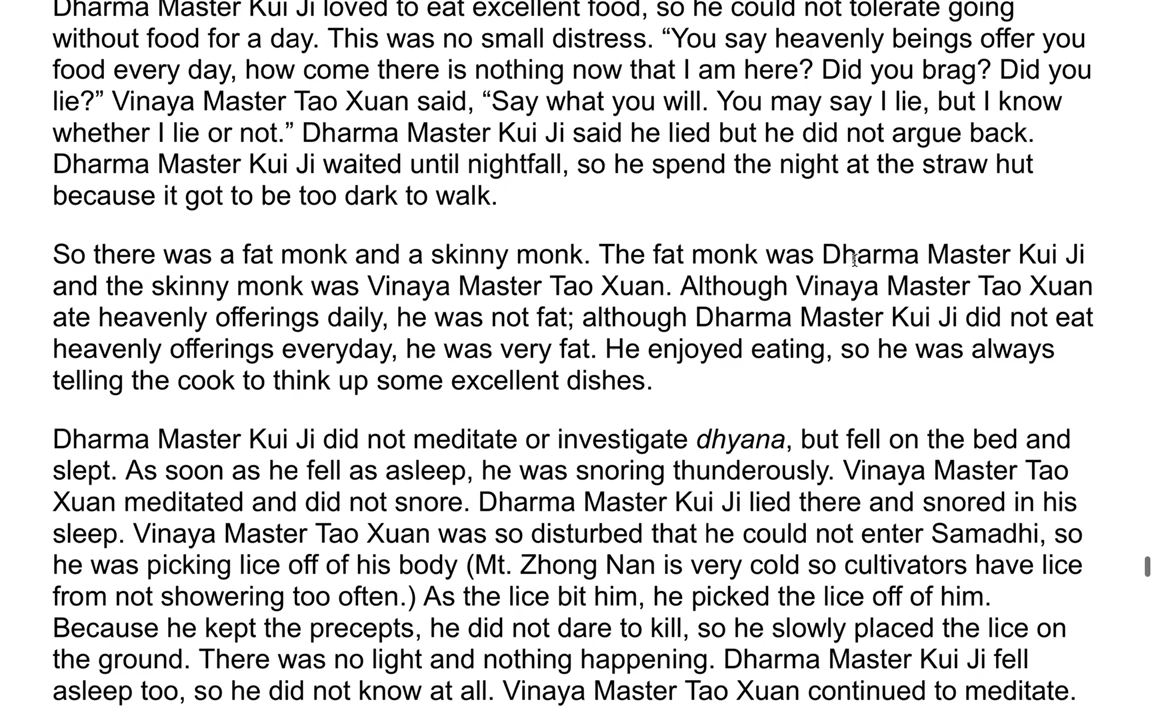 Dharma Master Kui Ji loved to eat excellent food, so he could not tolerate going
without food for a day. This was no small distress. “You say heavenly beings offer you
food every day, how come there is nothing now that I am here? Did you brag? Did you
lie?” Vinaya Master Tao Xuan said, “Say what you will. You may say I lie, but I know
whether I lie or not.” Dharma Master Kui Ji said he lied but he did not argue back.
Dharma Master Kui Ji waited until nightfall, so he spend the night at the straw hut
because it got to be too dark to walk.
So there was a fat monk and a skinny monk. The fat monk was Dharma Master Kui Ji
and the skinny monk was Vinaya Master Tao Xuan. Although Vinaya Master Tao Xuan
ate heavenly offerings daily, he was not fat; although Dharma Master Kui Ji did not eat
heavenly offerings everyday, he was very fat. He enjoyed eating, so he was always
telling the cook to think up some excellent dishes.
Dharma Master Kui Ji did not meditate or investigate dhyana, but fell on the bed and
slept. As soon as he fell as asleep, he was snoring thunderously. Vinaya Master Tao
Xuan meditated and did not snore. Dharma Master Kui Ji lied there and snored in his
sleep. Vinaya Master Tao Xuan was so disturbed that he could not enter Samadhi, so
he was picking lice off of his body (Mt. Zhong Nan is very cold so cultivators have lice
from not showering too often.) As the lice bit him, he picked the lice off of him.
Because he kept the precepts, he did not dare to kill, so he slowly placed the lice on
the ground. There was no light and nothing happening. Dharma Master Kui Ji fell
asleep too, so he did not know at all. Vinaya Master Tao Xuan continued to meditate.